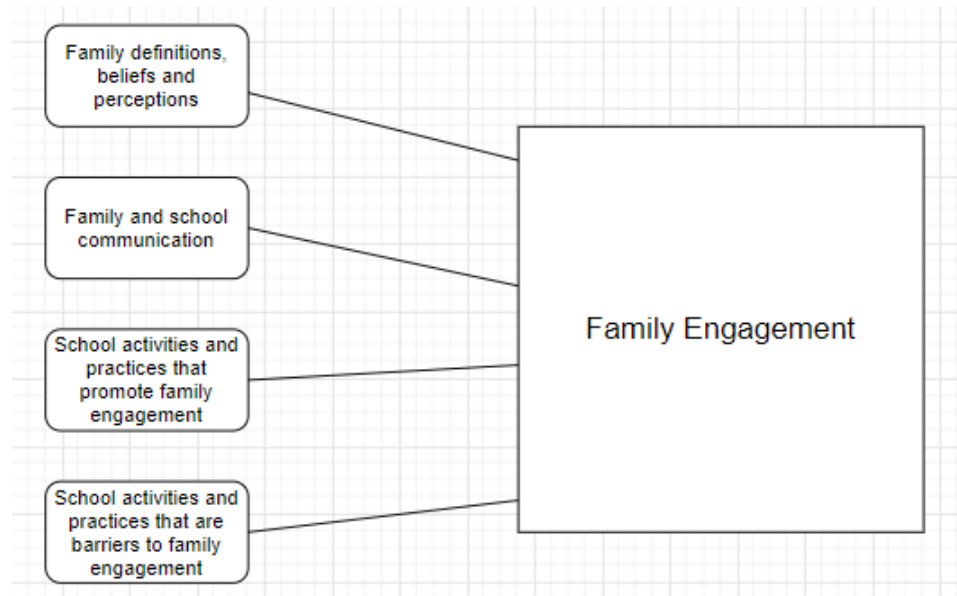 Family definitions,
beliefs and
perceptions
Family and school
communication
School activities and
practices that
promote family
engagement
School activities and
practices that are
barriers to family
engagement
Family Engagement